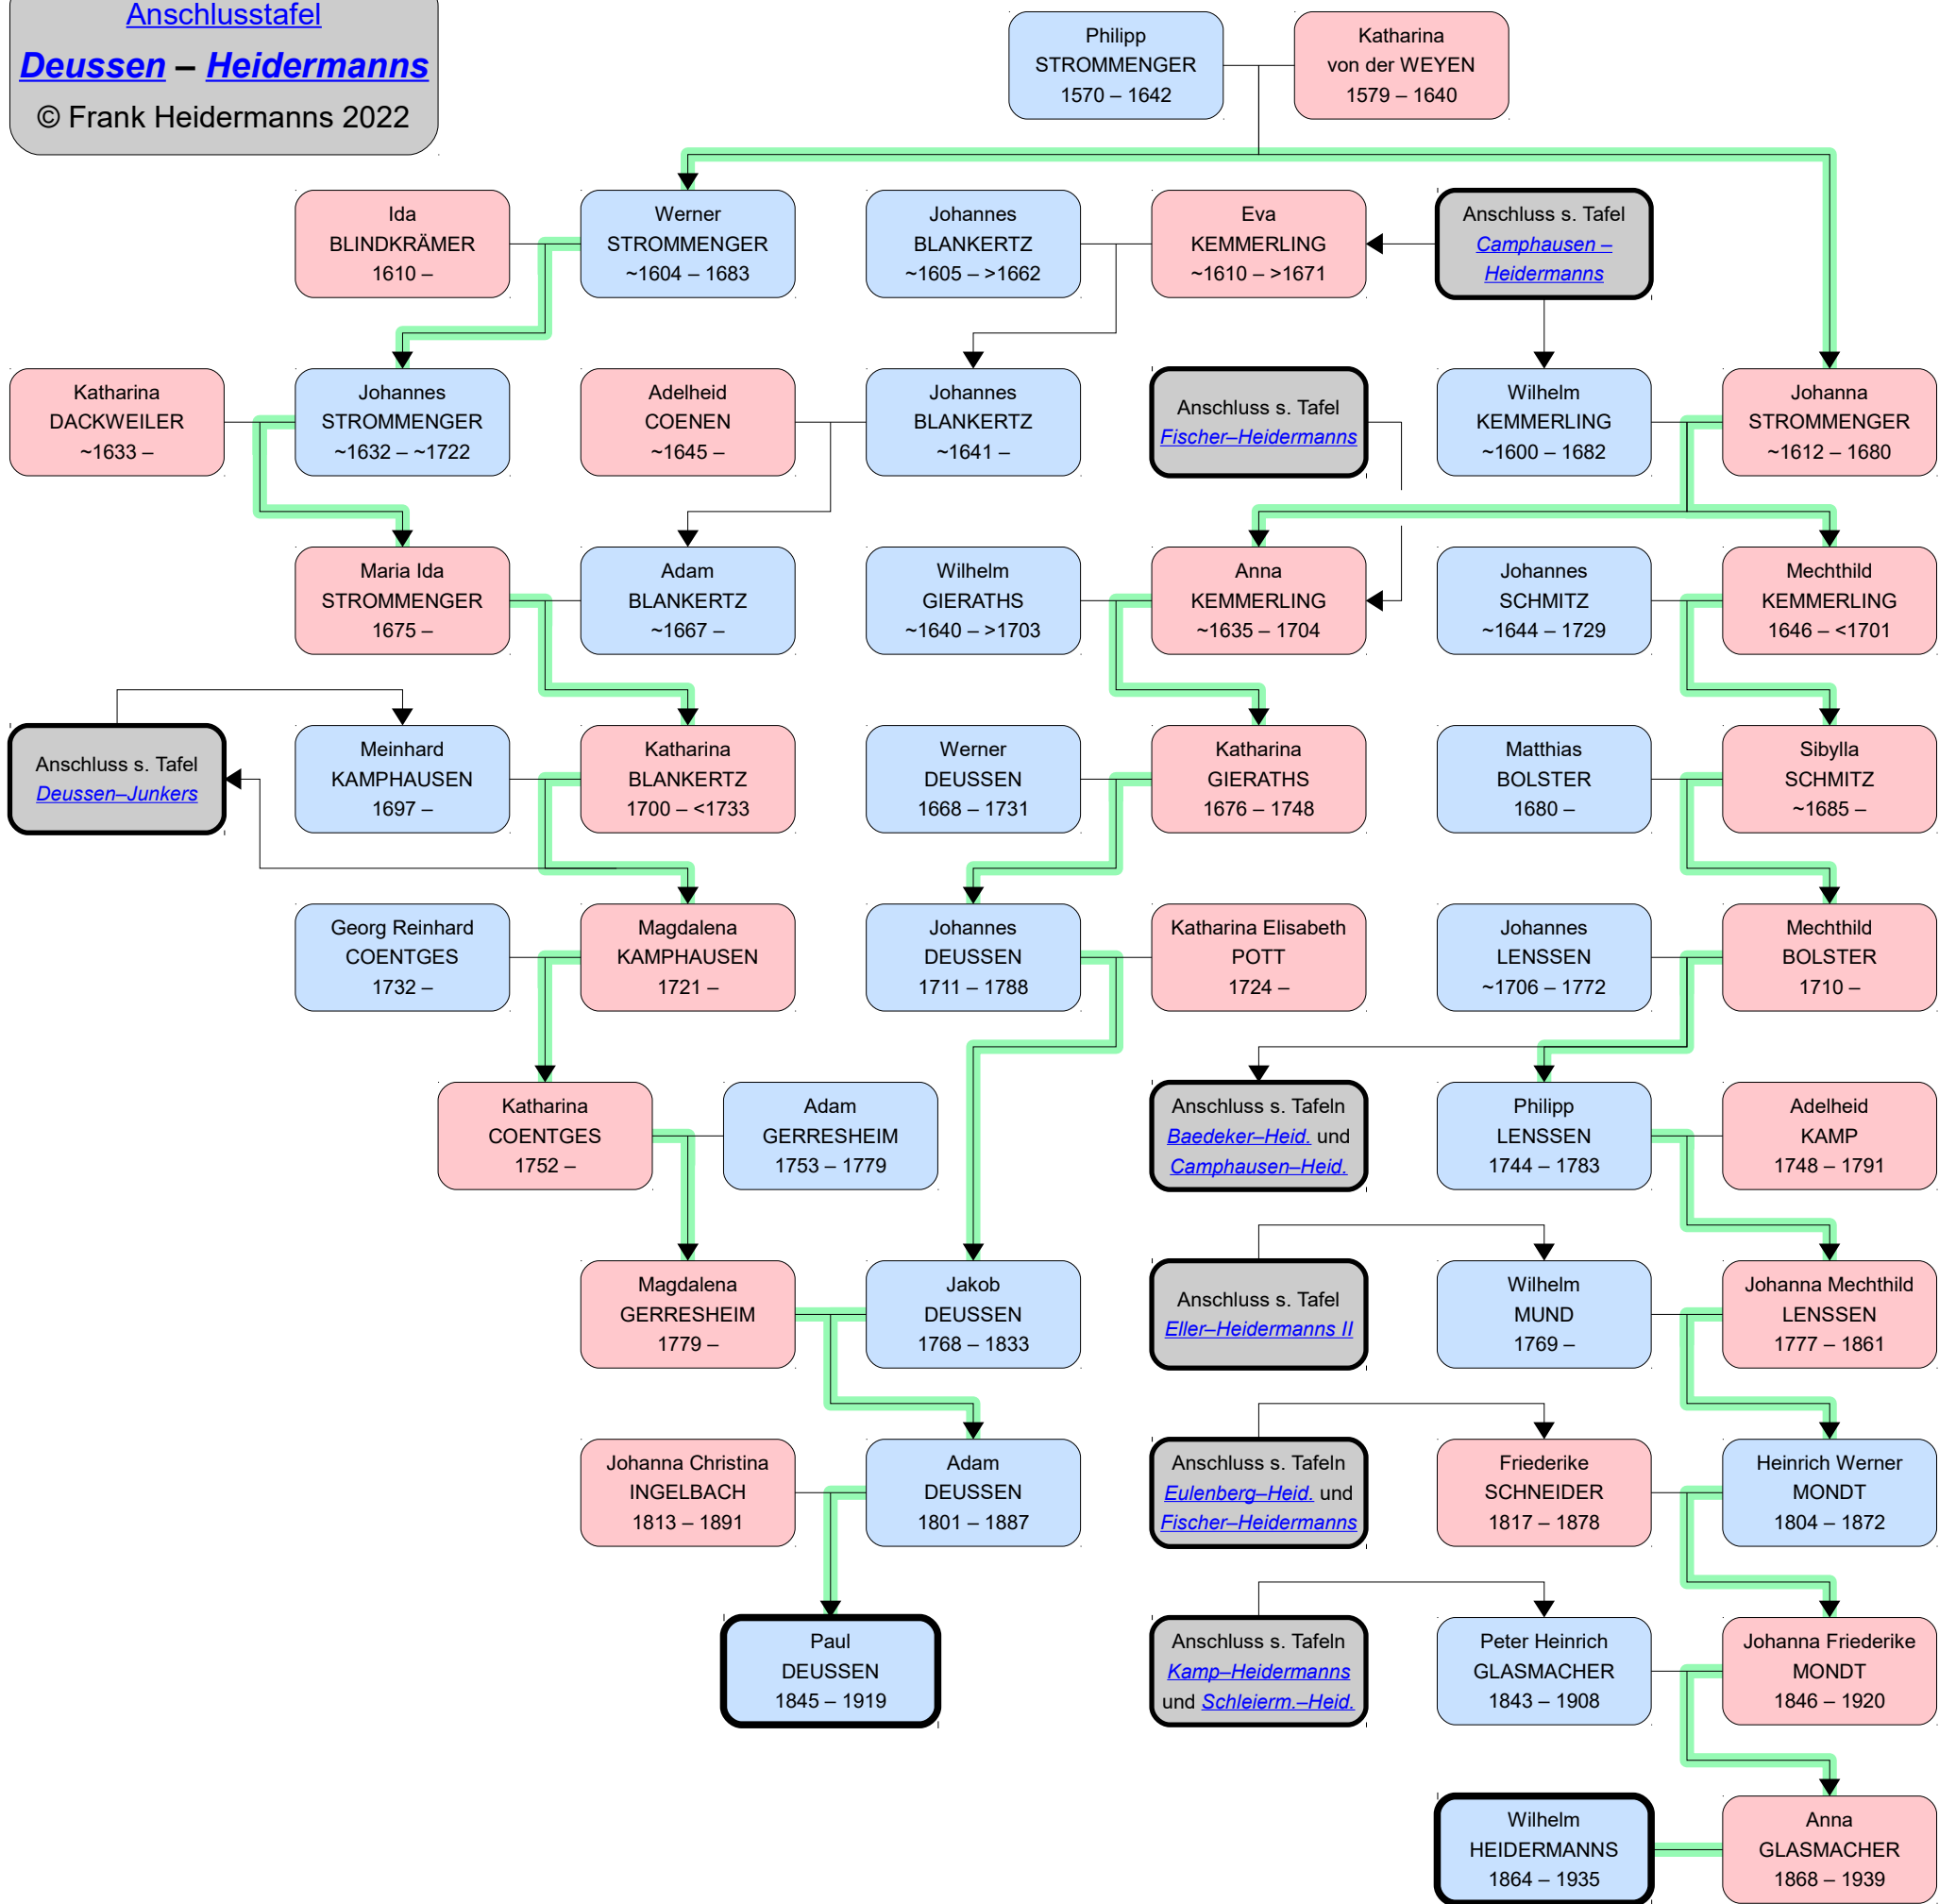 Anschlusstafel
Deussen – Heidermanns
© Frank Heidermanns 2022
Philipp
STROMMENGER
1570 – 1642
Katharina
von der WEYEN
1579 – 1640
Ida
BLINDKRÄMER
1610 –
Werner
STROMMENGER
~1604 – 1683
Johannes
BLANKERTZ
~1605 – >1662
Eva
KEMMERLING
~1610 – >1671
Anschluss s. Tafel
Camphausen –
Heidermanns
Katharina
DACKWEILER
~1633 –
Johannes
STROMMENGER
~1632 – ~1722
Adelheid
COENEN
~1645 –
Johannes
BLANKERTZ
~1641 –
Anschluss s. Tafel
Fischer–Heidermanns
Wilhelm
KEMMERLING
~1600 – 1682
Johanna
STROMMENGER
~1612 – 1680
Maria Ida
STROMMENGER
1675 –
Adam
BLANKERTZ
~1667 –
Wilhelm
GIERATHS
~1640 – >1703
Anna
KEMMERLING
~1635 – 1704
Johannes
SCHMITZ
~1644 – 1729
Mechthild
KEMMERLING
1646 – <1701
Anschluss s. Tafel
Deussen–Junkers
Meinhard
KAMPHAUSEN
1697 –
Katharina
BLANKERTZ
1700 – <1733
Werner
DEUSSEN
1668 – 1731
Katharina
GIERATHS
1676 – 1748
Matthias
BOLSTER
1680 –
Sibylla
SCHMITZ
~1685 –
Georg Reinhard
COENTGES
1732 –
Magdalena
KAMPHAUSEN
1721 –
Johannes
DEUSSEN
1711 – 1788
Katharina Elisabeth
POTT
1724 –
Johannes
LENSSEN
~1706 – 1772
Mechthild
BOLSTER
1710 –
Katharina
COENTGES
1752 –
Adam
GERRESHEIM
1753 – 1779
Anschluss s. Tafeln
Baedeker–Heid. und
Camphausen–Heid.
Philipp
LENSSEN
1744 – 1783
Adelheid
KAMP
1748 – 1791
Magdalena
GERRESHEIM
1779 –
Jakob
DEUSSEN
1768 – 1833
Anschluss s. Tafel
Eller–Heidermanns II
Wilhelm
MUND
1769 –
Johanna Mechthild
LENSSEN
1777 – 1861
Johanna Christina
INGELBACH
1813 – 1891
Adam
DEUSSEN
1801 – 1887
Anschluss s. Tafeln
Eulenberg–Heid. und
Fischer–Heidermanns
Friederike
SCHNEIDER
1817 – 1878
Heinrich Werner
MONDT
1804 – 1872
Paul
DEUSSEN
1845 – 1919
Anschluss s. Tafeln
Kamp–Heidermanns
und Schleierm.–Heid.
Peter Heinrich
GLASMACHER
1843 – 1908
Johanna Friederike
MONDT
1846 – 1920
Wilhelm
HEIDERMANNS
1864 – 1935
Anna
GLASMACHER
1868 – 1939